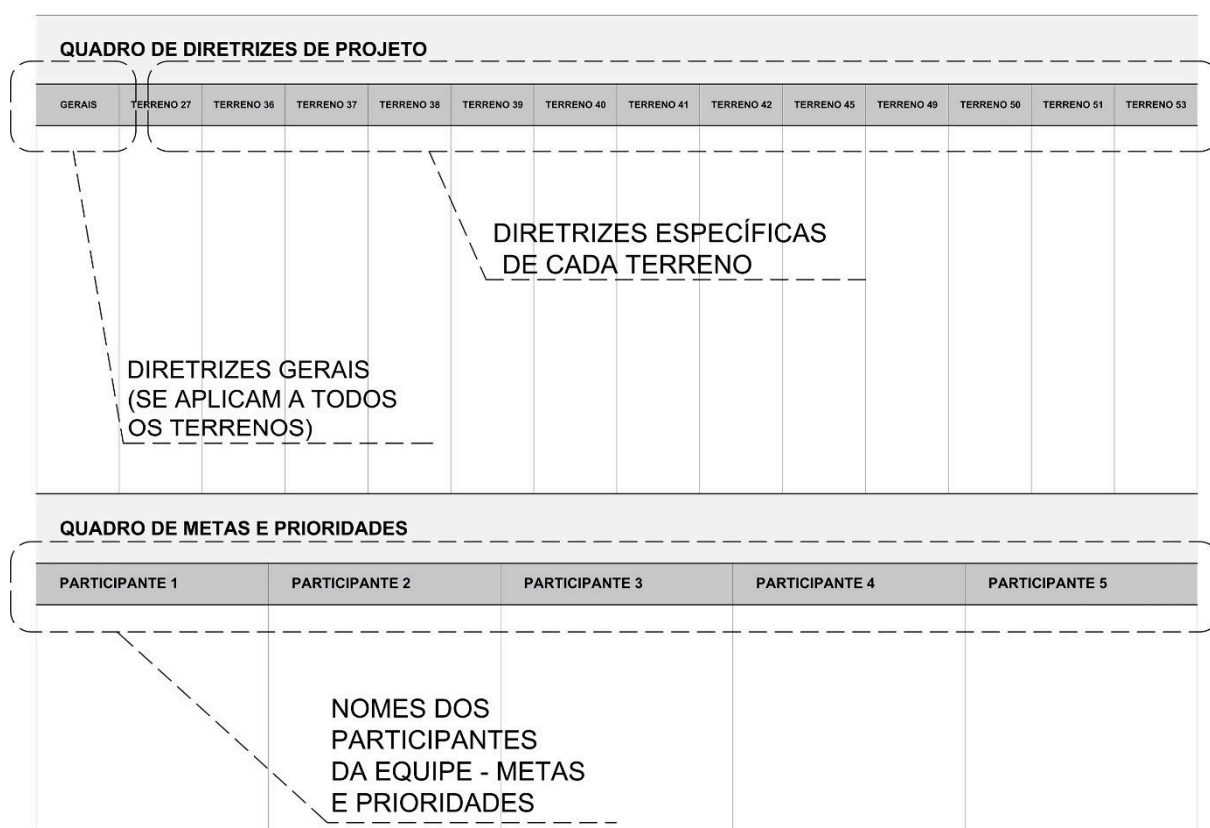 QUADRO DE DIRETRIZES DE PROJETO
GERAIS TERRENO 27 TERRENO 36 TERRENO 37 TERRENO 38 TERRENO 39 TERRENO 40 TERRENO 41 TERRENO 42 TERRENO 45 TERRENO 49 TERRENO 50 TERRENO 51 TERRENO 53
DIRETRIZES ESPECÍFICAS
DE CADA TERRENO
DIRETRIZES GERAIS
(SE APLICAM A TODOS
OS TERRENOS)
QUADRO DE METAS E PRIORIDADES
PARTICIPANTE 1 PARTICIPANTE 2 PARTICIPANTE 3 PARTICIPANTE 4 PARTICIPANTE 5
NOMES DOS
PARTICIPANTES
DA EQUIPE - METAS
E PRIORIDADES